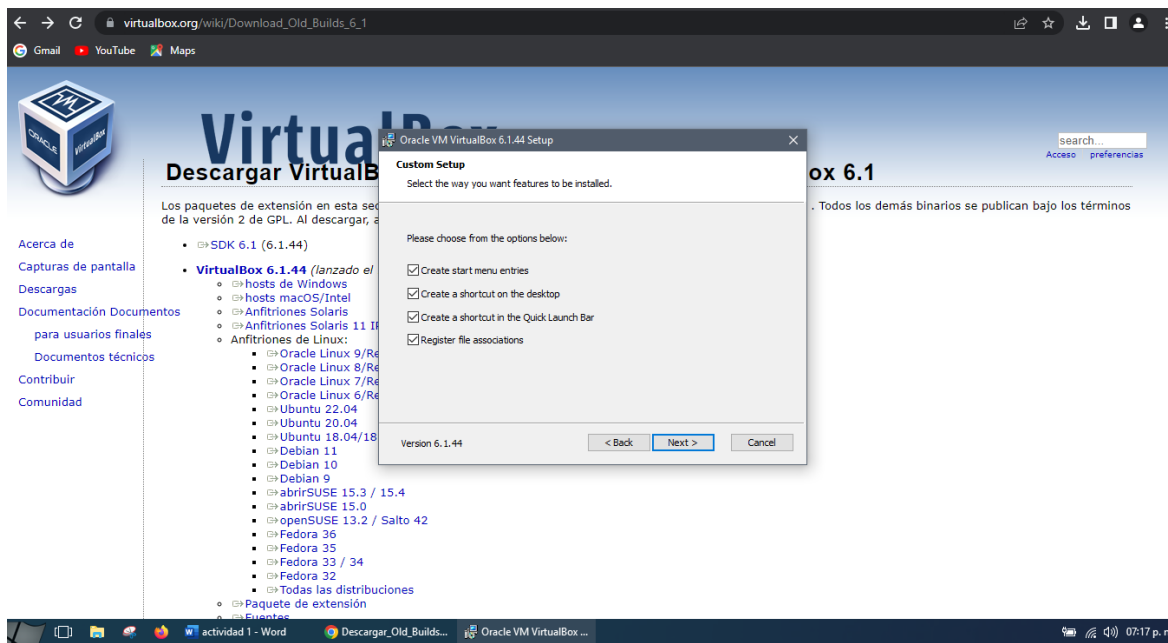 virtualbox.org/wiki/Download_Old_Builds_6_1
Gmail YouTube Maps
ORACLE VirtualBox
search...
Acceso preferencias
Descargar VirtualB
ox 6.1
Los paquetes de extensión en esta sec
. Todos los demás binarios se publican bajo los términos
de la versión 2 de GPL. Al descargar, a
Acerca de
Capturas de pantalla
Descargas
Documentación Documentos
para usuarios finales
Documentos técnicos
Contribuir
Comunidad
SDK 6.1 (6.1.44)
VirtualBox 6.1.44 (lanzado el
hosts de Windows
hosts macOS/Intel
Anfitriones Solaris
Anfitriones Solaris 11 IP
Anfitriones de Linux:
Oracle Linux 9/Re
Oracle Linux 8/Re
Oracle Linux 7/Re
Oracle Linux 6/Re
Ubuntu 22.04
Ubuntu 20.04
Ubuntu 18.04/18
Debian 11
Debian 10
Debian 9
abrirSUSE 15.3 / 15.4
abrirSUSE 15.0
openSUSE 13.2 / Salto 42
Fedora 36
Fedora 35
Fedora 33 / 34
Fedora 32
Todas las distribuciones
Paquete de extensión
Fuentes
Oracle VM VirtualBox 6.1.44 Setup
Custom Setup
Select the way you want features to be installed.
Please choose from the options below:
Create start menu entries
Create a shortcut on the desktop
Create a shortcut in the Quick Launch Bar
Register file associations
Version 6.1.44
< Back Next > Cancel
actividad 1 - Word Descargar_Old_Builds... Oracle VM VirtualBox ... 07:17 p. m